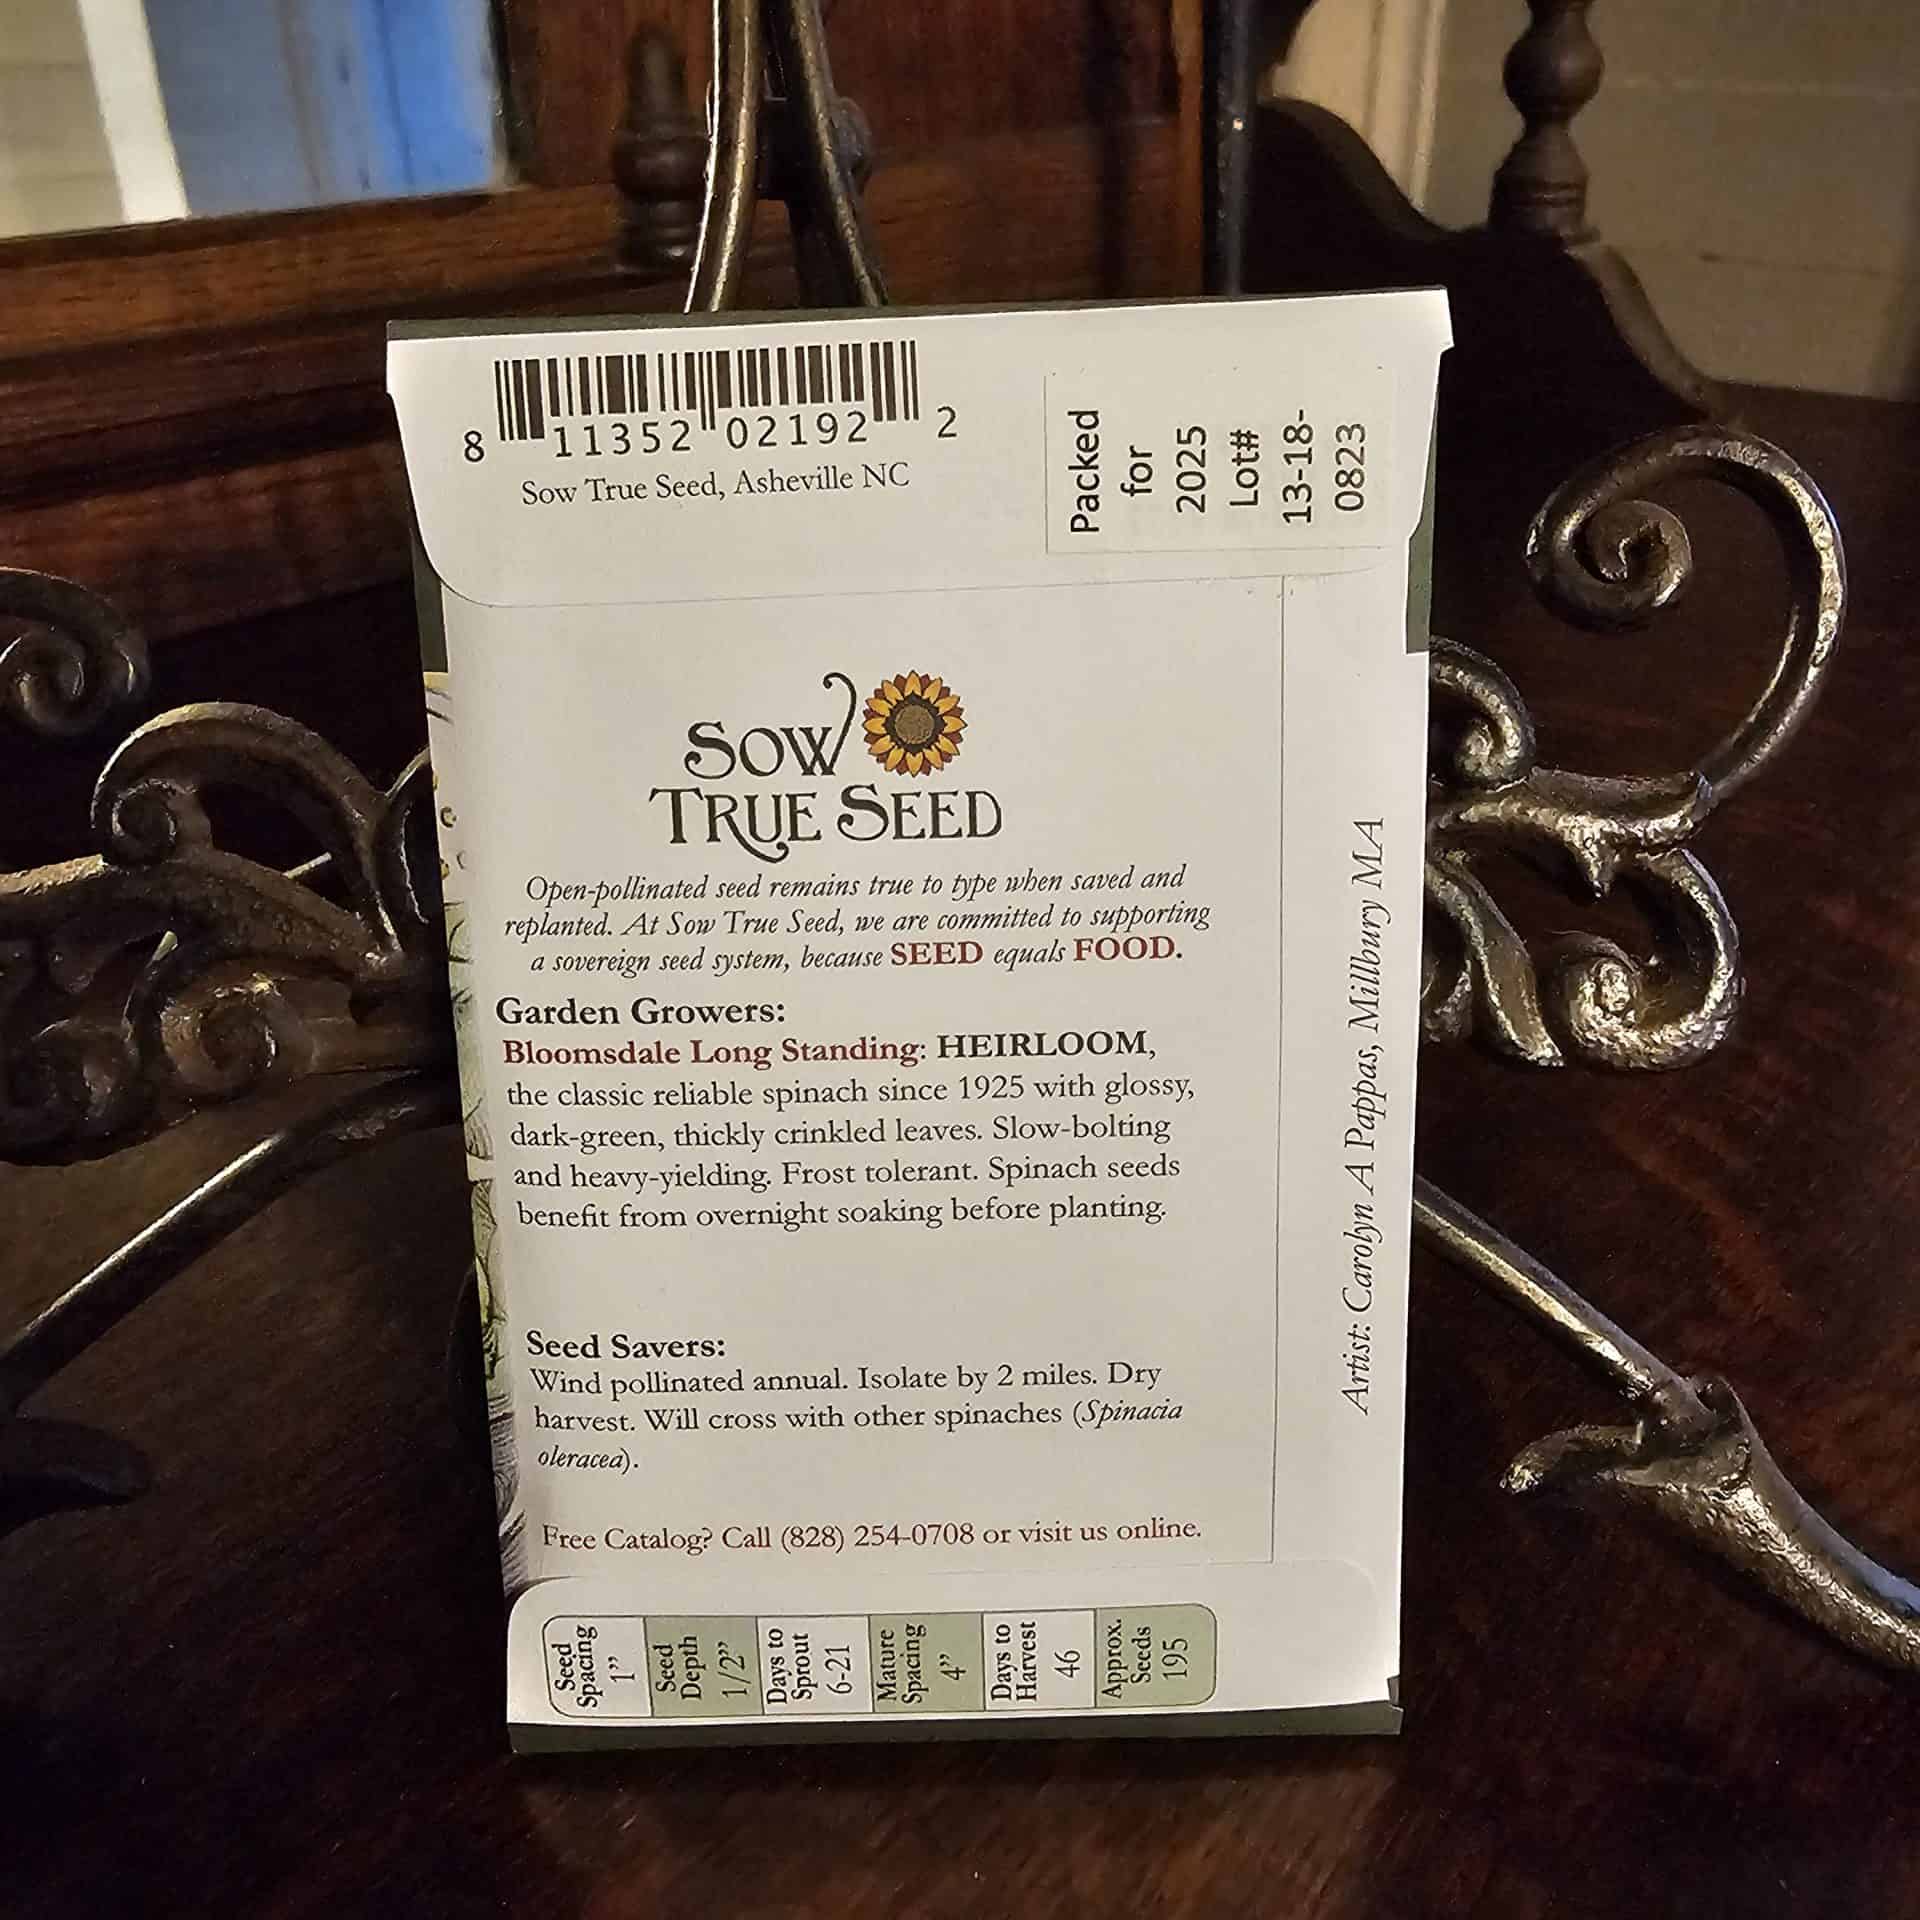 8 11352 02192 2
Sow True Seed, Asheville NC
Packed
for
2025
Lot#
13-18-
0823
SOW
TRUE SEED
Open-pollinated seed remains true to type when saved and
replanted. At Sow True Seed, we are committed to supporting
a sovereign seed system, because SEED equals FOOD.
Garden Growers:
Bloomsdale Long Standing: HEIRLOOM,
the classic reliable spinach since 1925 with glossy,
dark-green, thickly crinkled leaves. Slow-bolting
and heavy-yielding. Frost tolerant. Spinach seeds
benefit from overnight soaking before planting.
Seed Savers:
Wind pollinated annual. Isolate by 2 miles. Dry
harvest. Will cross with other spinaches (Spinacia
oleracea).
Free Catalog? Call (828) 254-0708 or visit us online.
Artist: Carolyn A Pappas, Millbury MA
Seed
Spacing
1”
Seed
Depth
1/2”
Days to
Sprout
6-21
Mature
Spacing
4”
Days to
Harvest
46
Approx.
Seeds
195